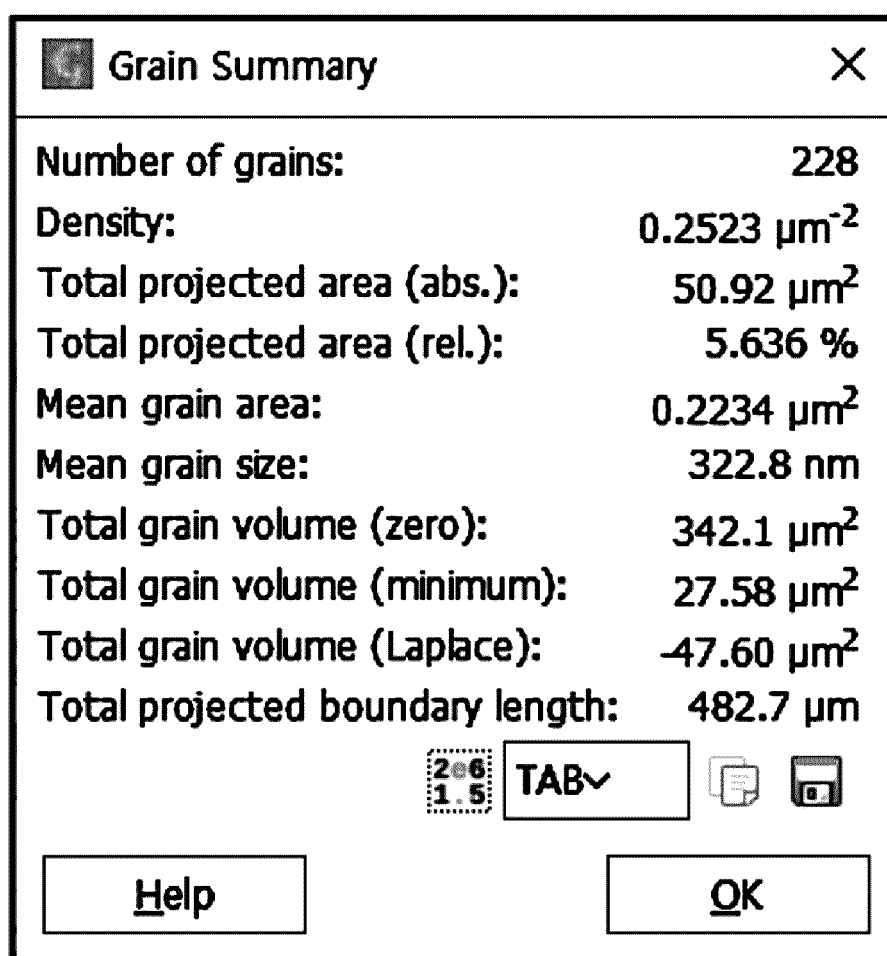 Grain Summary
Number of grains: 228
Density: 0.2523 µm⁻²
Total projected area (abs.): 50.92 µm²
Total projected area (rel.): 5.636 %
Mean grain area: 0.2234 µm²
Mean grain size: 322.8 nm
Total grain volume (zero): 342.1 µm²
Total grain volume (minimum): 27.58 µm²
Total grain volume (Laplace): -47.60 µm²
Total projected boundary length: 482.7 µm
2e6
1.5
TAB
Help OK